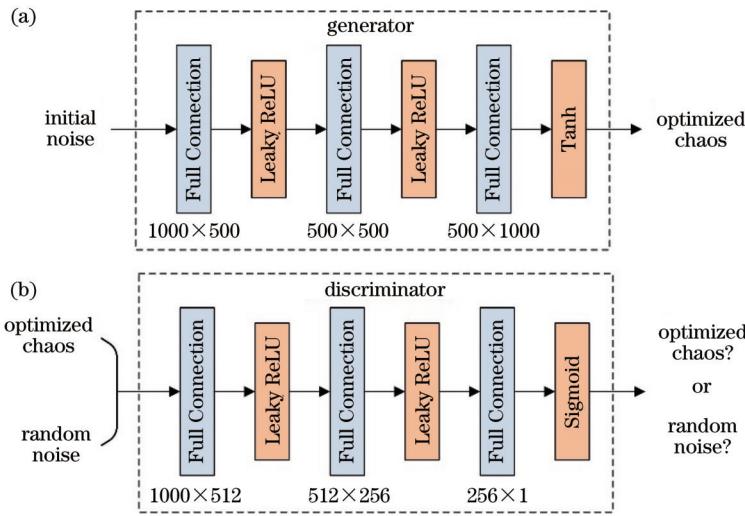 (a)
generator
initial
noise
Full Connection
Leaky ReLU
Full Connection
Leaky ReLU
Full Connection
Tanh
optimized
chaos
1000×500
500×500
500×1000
(b)
discriminator
optimized
chaos
random
noise
Full Connection
Leaky ReLU
Full Connection
Leaky ReLU
Full Connection
Sigmoid
optimized
chaos?
or
random
noise?
1000×512
512×256
256×1